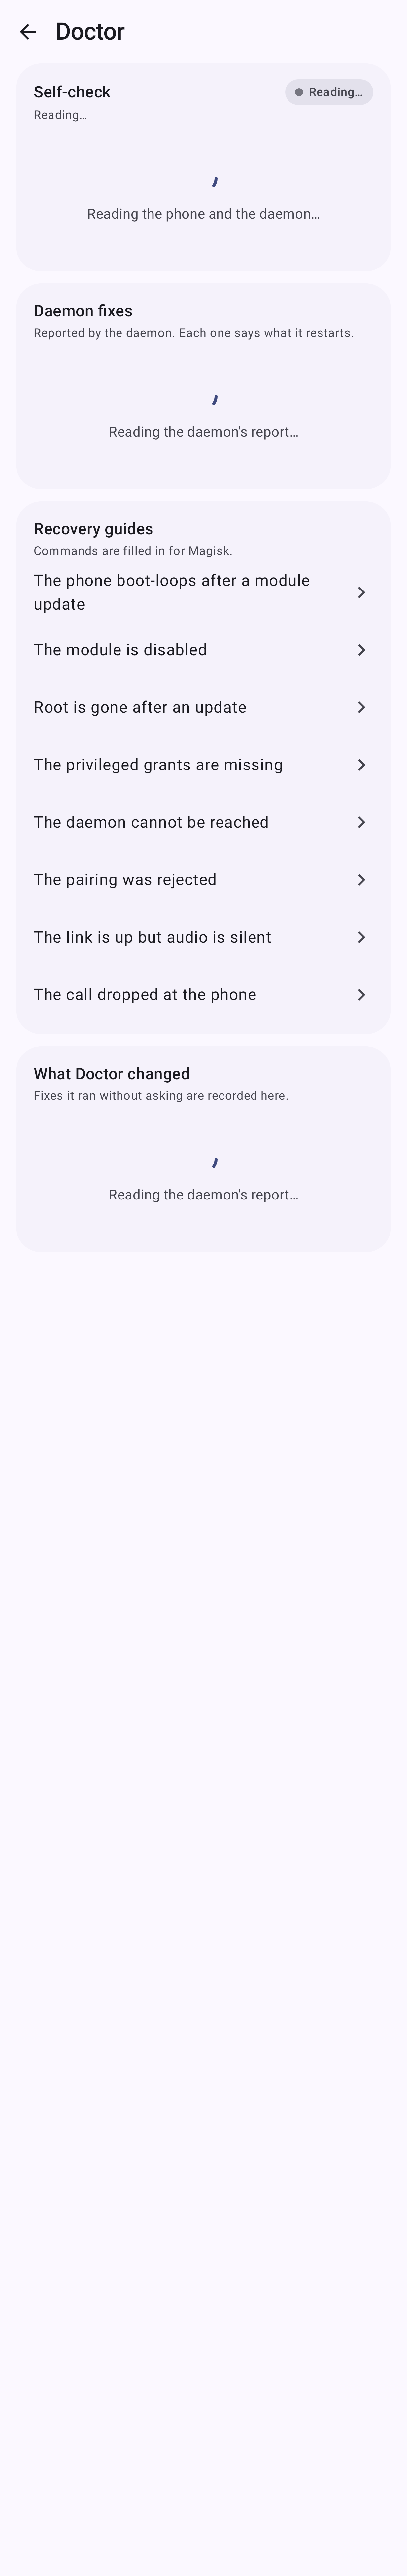 Doctor
Self-check
Reading…
Reading…
Reading the phone and the daemon…
Daemon fixes
Reported by the daemon. Each one says what it restarts.
Reading the daemon's report…
Recovery guides
Commands are filled in for Magisk.
The phone boot-loops after a module
update
The module is disabled
Root is gone after an update
The privileged grants are missing
The daemon cannot be reached
The pairing was rejected
The link is up but audio is silent
The call dropped at the phone
What Doctor changed
Fixes it ran without asking are recorded here.
Reading the daemon's report…